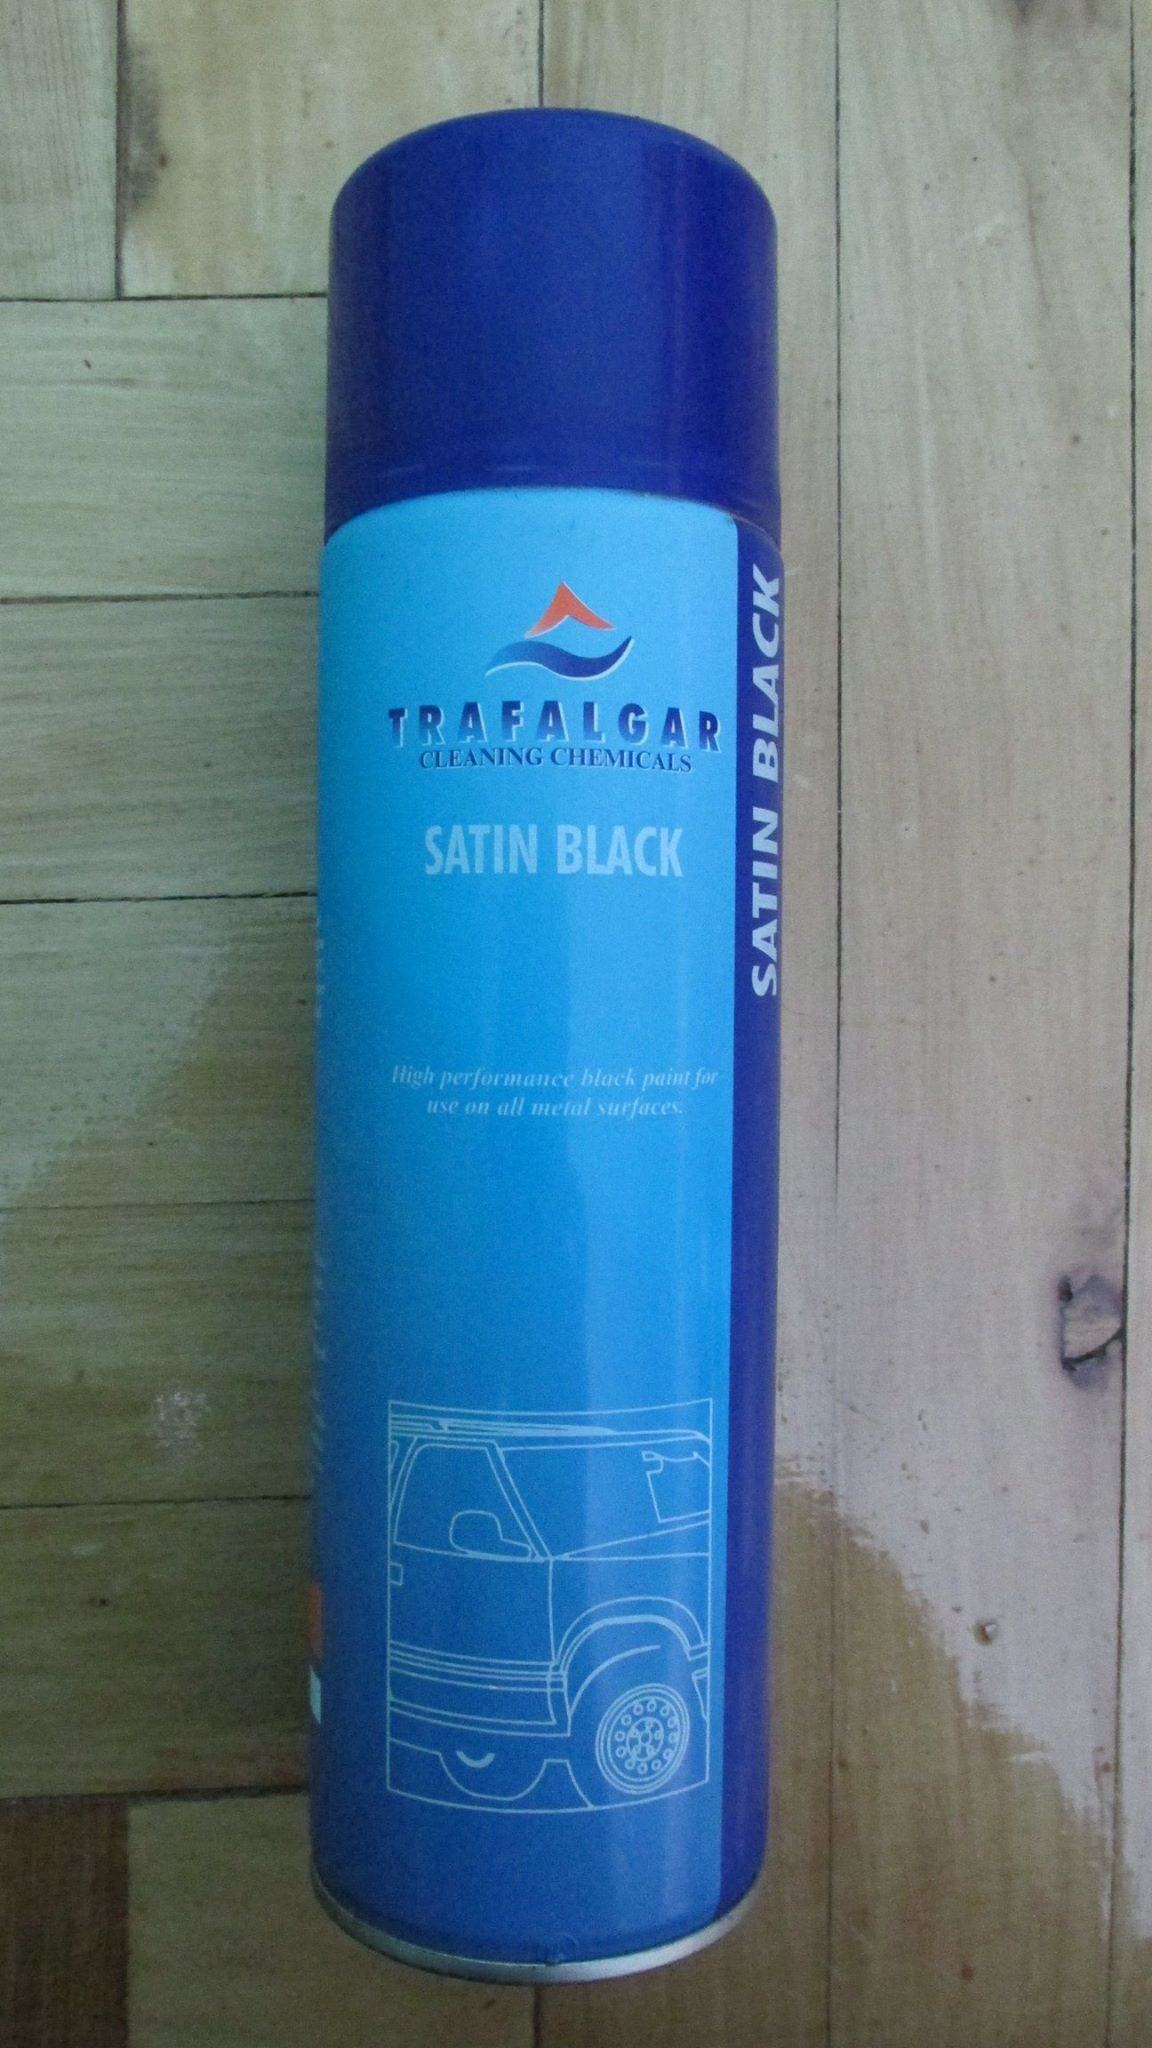 TRAFALGAR
CLEANING CHEMICALS
SATIN BLACK
High performance black paint for
use on all metal surfaces.
SATIN BLACK